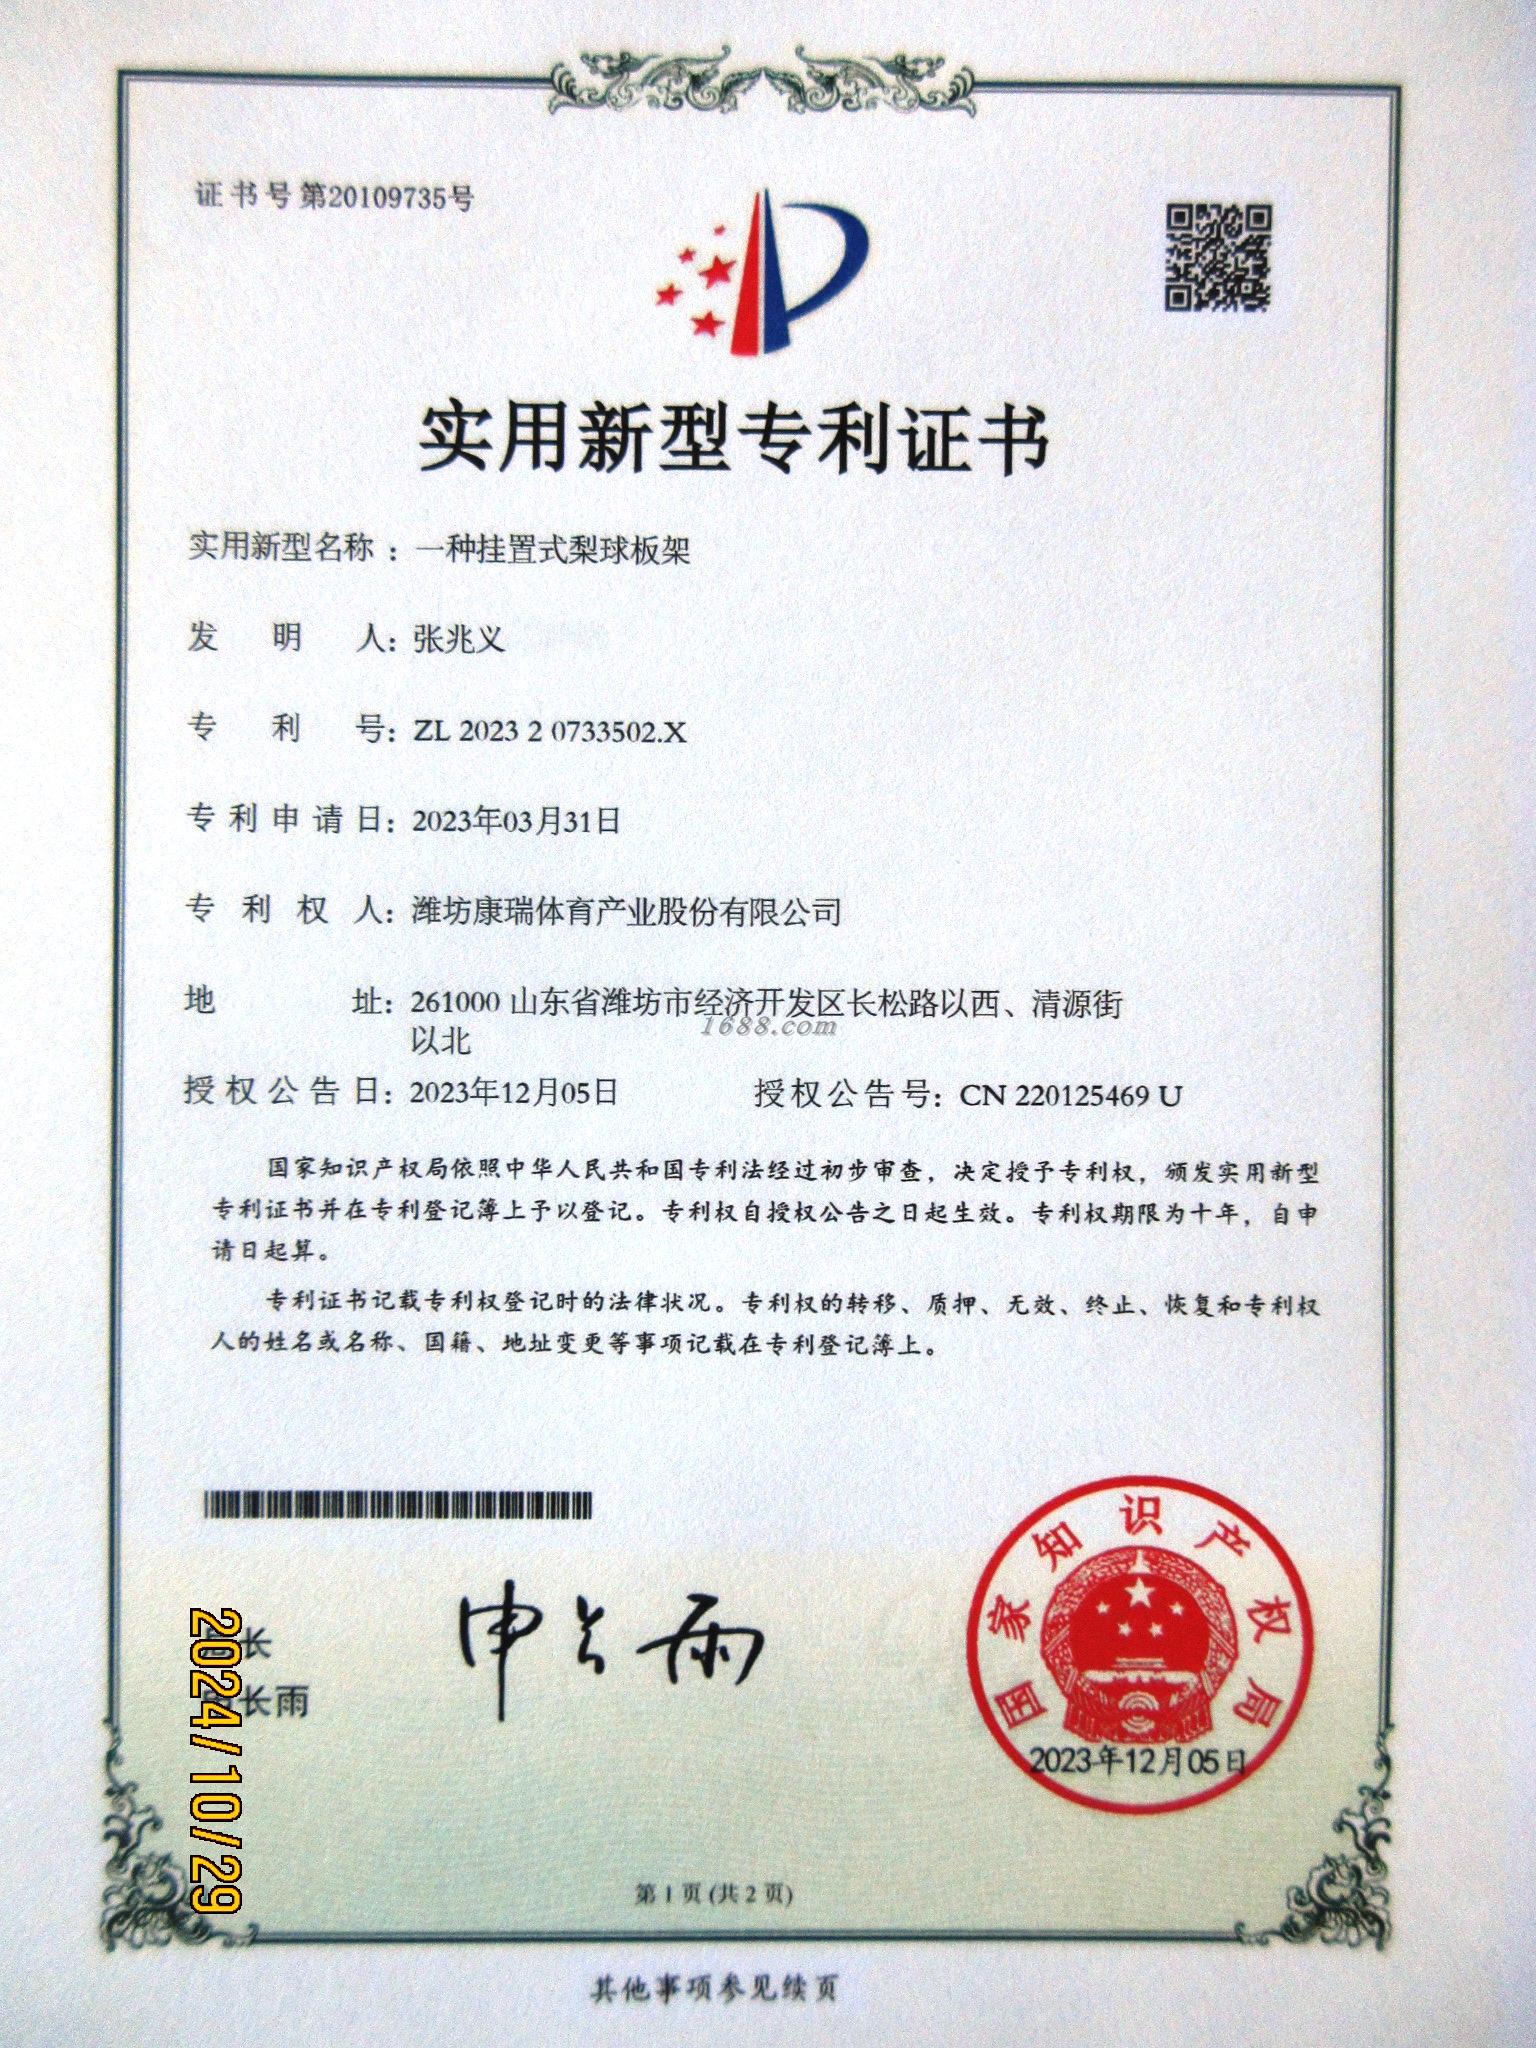 证书号第20109735号
实用新型专利证书
实用新型名称：一种挂置式梨球板架
发明人：张兆义
专利号：ZL 2023 2 0733502.X
专利申请日：2023年03月31日
专利权人：潍坊康瑞体育产业股份有限公司
地址：261000 山东省潍坊市经济开发区长松路以西、清源街
以北
1688.com
授权公告日：2023年12月05日 授权公告号：CN 220125469 U
国家知识产权局依照中华人民共和国专利法经过初步审查，决定授予专利权，颁发实用新型
专利证书并在专利登记簿上予以登记。专利权自授权公告之日起生效。专利权期限为十年，自申
请日起算。
专利证书记载专利权登记时的法律状况。专利权的转移、质押、无效、终止、恢复和专利权
人的姓名或名称、国籍、地址变更等事项记载在专利登记簿上。
局长
申长雨
申长雨
国家知识产权局
2023年12月05日
2024/10/29
第1页(共2页)
其他事项参见续页